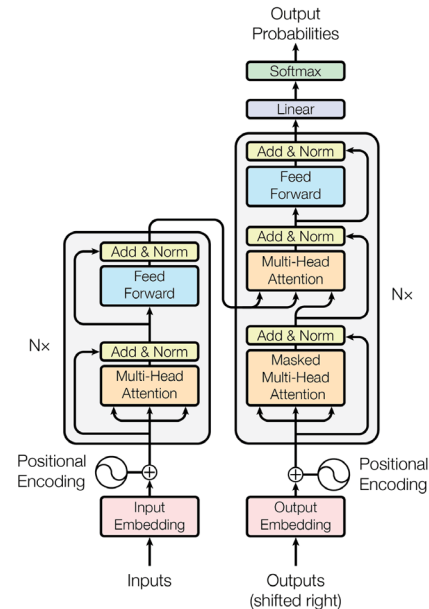 Output
Probabilities
Softmax
Linear
Add & Norm
Feed
Forward
Add & Norm
Multi-Head
Attention
Add & Norm
Masked
Multi-Head
Attention
N×
Add & Norm
Feed
Forward
Add & Norm
Multi-Head
Attention
N×
Positional
Encoding
Positional
Encoding
Input
Embedding
Output
Embedding
Inputs
Outputs
(shifted right)